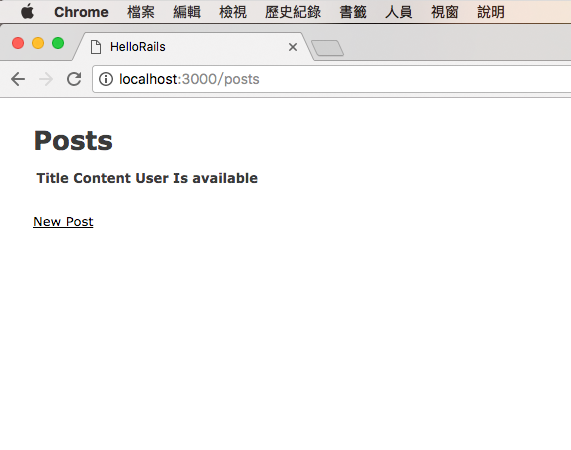 Chrome 檔案 編輯 檢視 歷史紀錄 書籤 人員 視窗 說明
HelloRails
localhost:3000/posts
Posts
Title Content User Is available
New Post